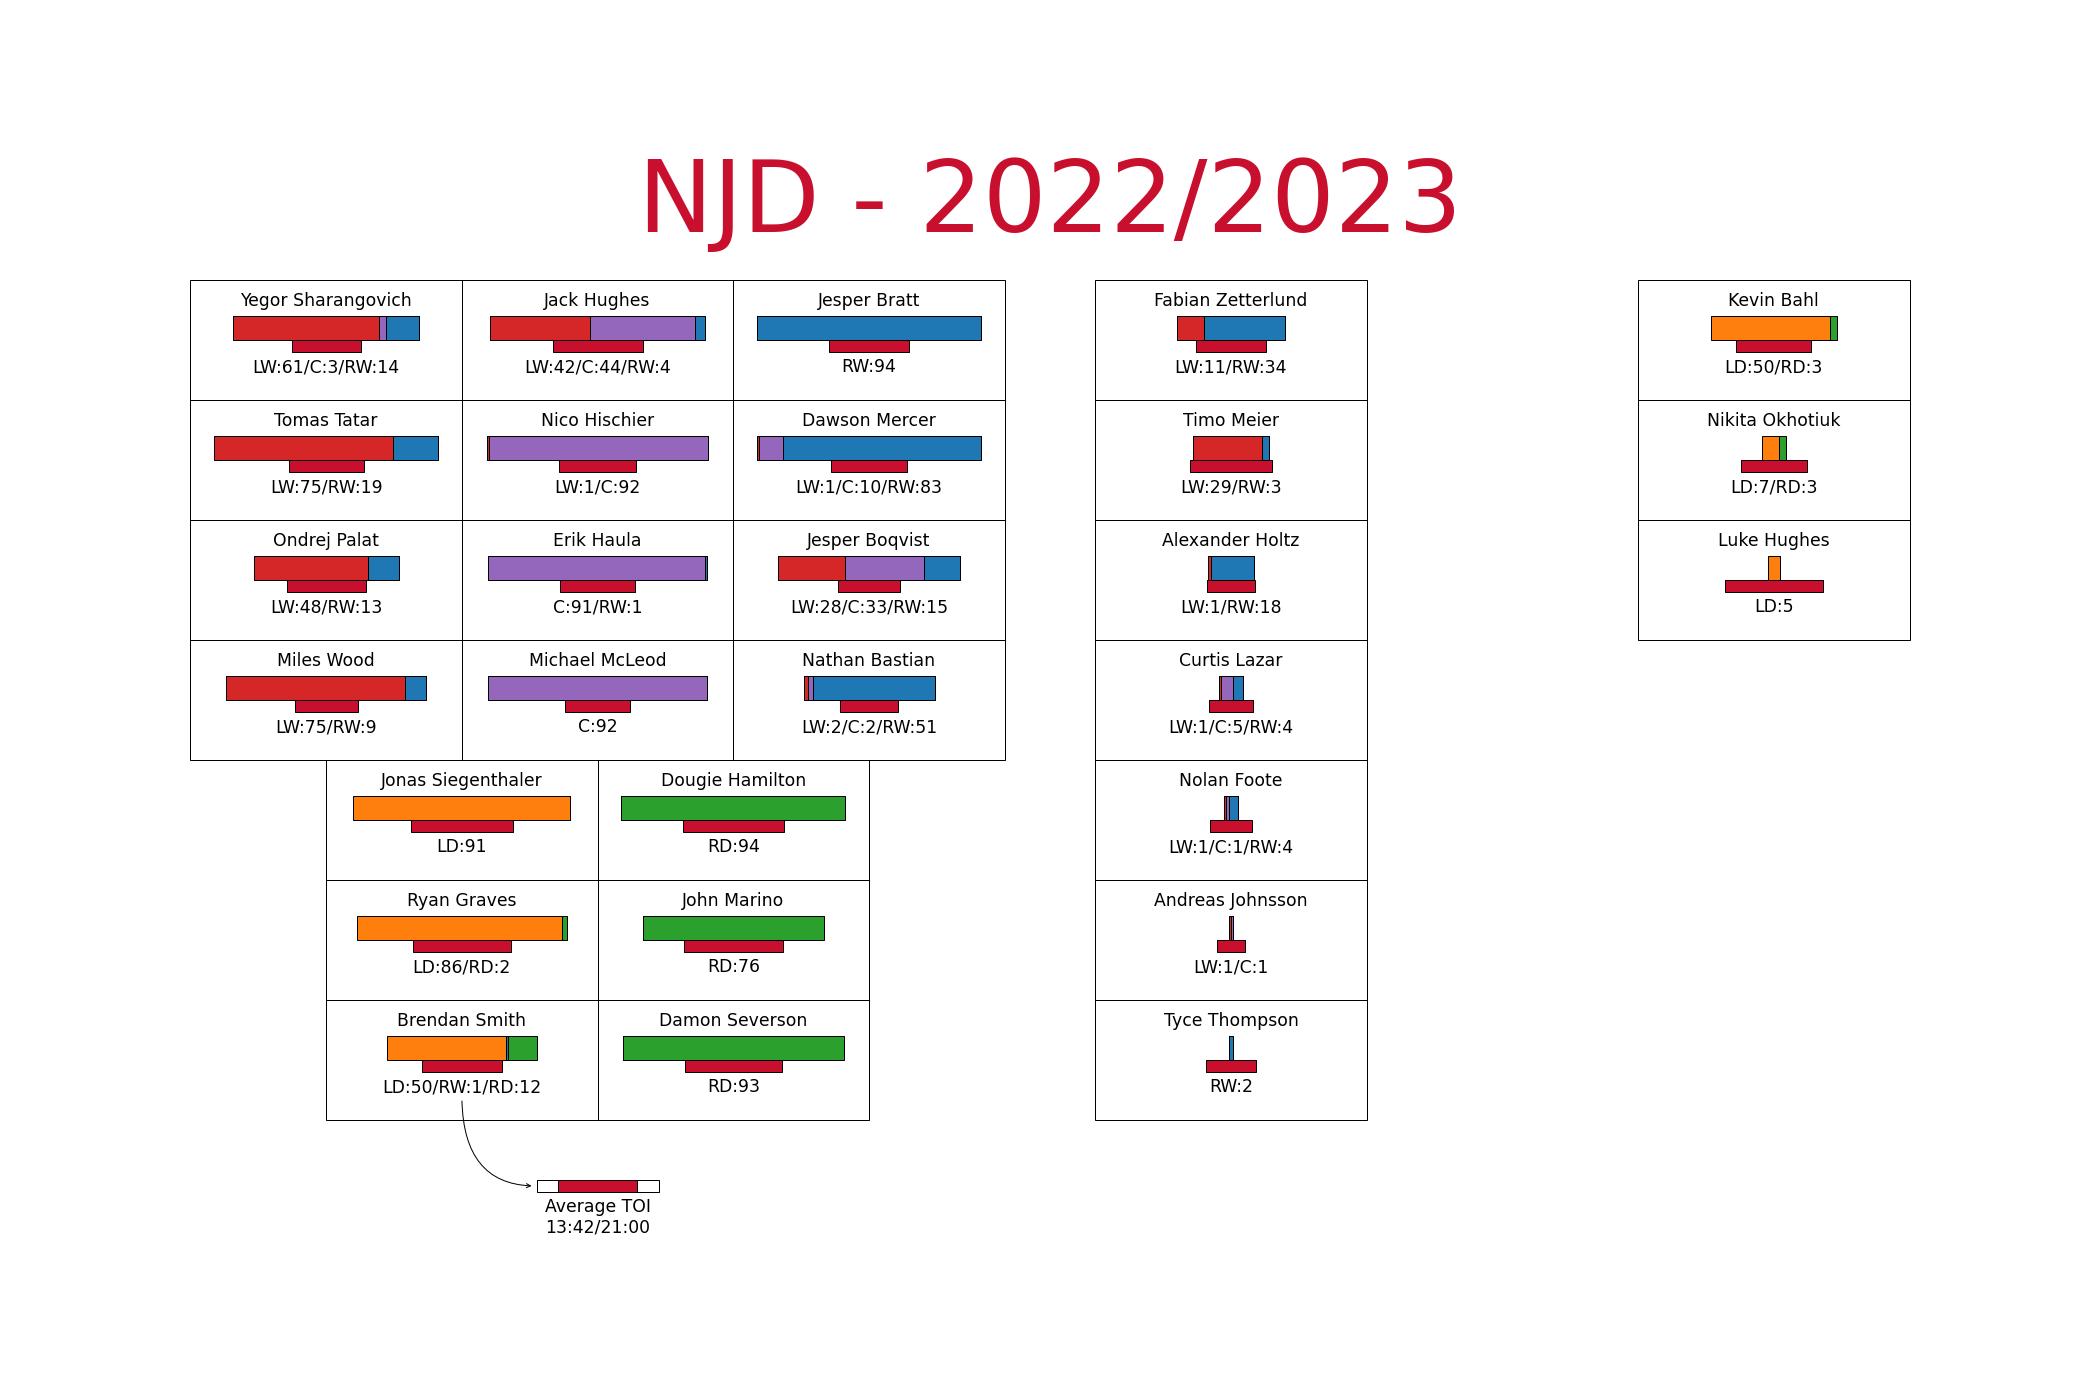 NJD - 2022/2023
Yegor Sharangovich
LW:61/C:3/RW:14
Jack Hughes
LW:42/C:44/RW:4
Jesper Bratt
RW:94
Tomas Tatar
LW:75/RW:19
Nico Hischier
LW:1/C:92
Dawson Mercer
LW:1/C:10/RW:83
Ondrej Palat
LW:48/RW:13
Erik Haula
C:91/RW:1
Jesper Boqvist
LW:28/C:33/RW:15
Miles Wood
LW:75/RW:9
Michael McLeod
C:92
Nathan Bastian
LW:2/C:2/RW:51
Jonas Siegenthaler
LD:91
Dougie Hamilton
RD:94
Ryan Graves
LD:86/RD:2
John Marino
RD:76
Brendan Smith
LD:50/RW:1/RD:12
Damon Severson
RD:93
Average TOI
13:42/21:00
Fabian Zetterlund
LW:11/RW:34
Timo Meier
LW:29/RW:3
Alexander Holtz
LW:1/RW:18
Curtis Lazar
LW:1/C:5/RW:4
Nolan Foote
LW:1/C:1/RW:4
Andreas Johnsson
LW:1/C:1
Tyce Thompson
RW:2
Kevin Bahl
LD:50/RD:3
Nikita Okhotiuk
LD:7/RD:3
Luke Hughes
LD:5